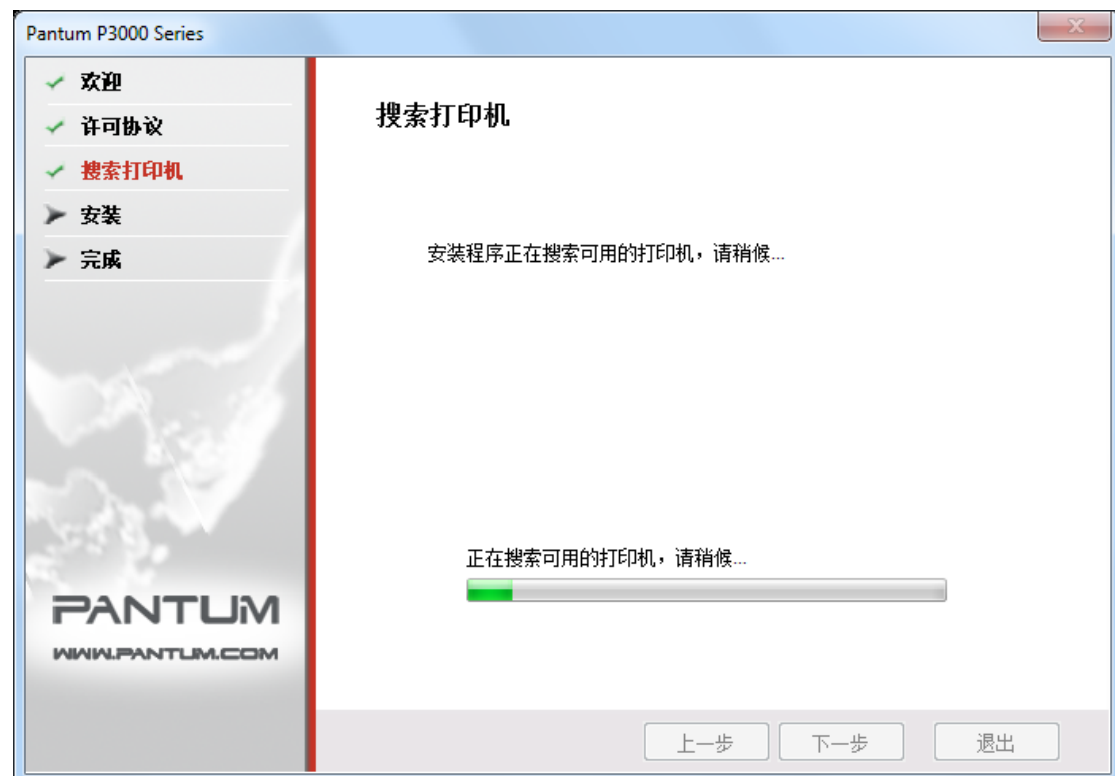 Pantum P3000 Series
欢迎
许可协议
搜索打印机
安装
完成
搜索打印机
安装程序正在搜索可用的打印机，请稍候...
正在搜索可用的打印机，请稍候...
PANTUM
WWW.PANTUM.COM
上一步 下一步 退出